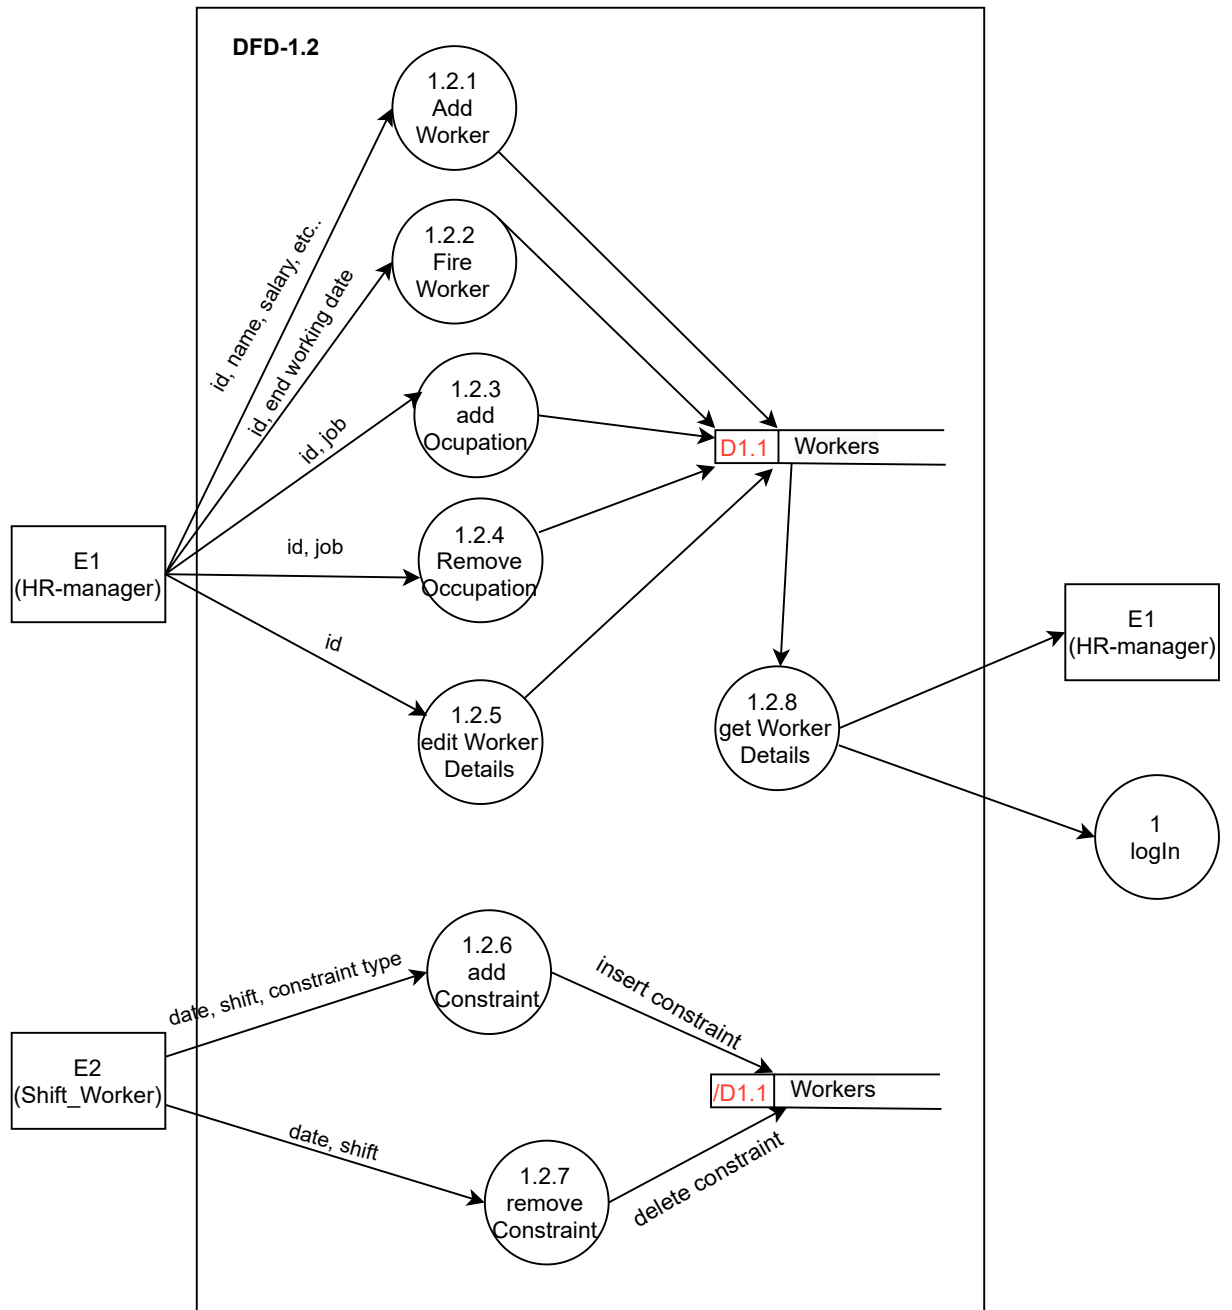 DFD-1.2
1.2.1
Add
Worker
id, name, salary, etc..
1.2.2
Fire
Worker
id, end working date
1.2.3
add
Ocupation
id, job
D1.1
Workers
1.2.4
Remove
Occupation
id, job
E1
(HR-manager)
id
1.2.5
edit Worker
Details
1.2.8
get Worker
Details
E1
(HR-manager)
1
logIn
1.2.6
add
Constraint
date, shift, constraint type
insert constraint
E2
(Shift_Worker)
/D1.1
Workers
date, shift
1.2.7
remove
Constraint
delete constraint